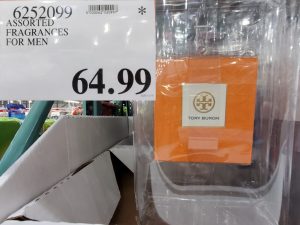 6252099
ASSORTED
FRAGRANCES
FOR MEN
64.99
*
TORY BURCH